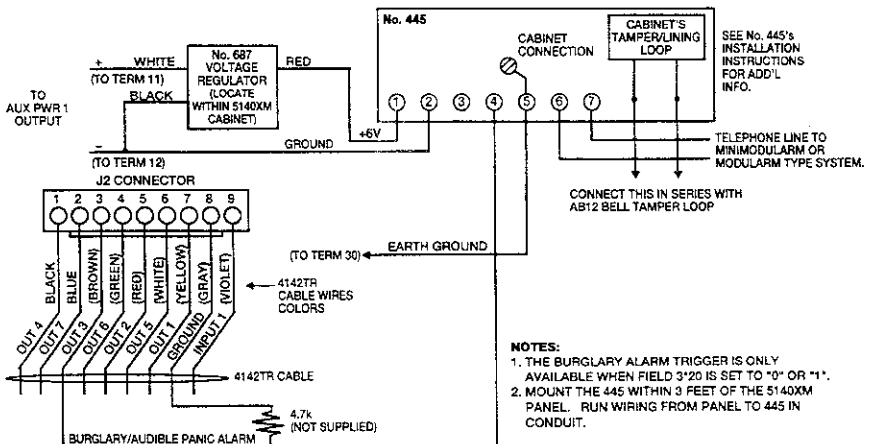 No. 445
CABINET
CONNECTION
CABINET'S
TAMPER/LINING
LOOP
SEE No. 445's
INSTALLATION
INSTRUCTIONS
FOR ADD'L
INFO.
+
WHITE
(TO TERM 11)
BLACK
No. 687
VOLTAGE
REGULATOR
(LOCATE
WITHIN 5140XM
CABINET)
RED
TO
AUX PWR 1
OUTPUT
1 2 3 4 5 6 7
+6V
GROUND
–
(TO TERM 12)
TELEPHONE LINE TO
MINIMODULARM OR
MODULARM TYPE SYSTEM.
CONNECT THIS IN SERIES WITH
AB12 BELL TAMPER LOOP
J2 CONNECTOR
1 2 3 4 5 6 7 8 9
(TO TERM 30)
EARTH GROUND
BLACK
BLUE
(BROWN)
(GREEN)
(RED)
(WHITE)
(YELLOW)
(GRAY)
(VIOLET)
4142TR
CABLE WIRES
COLORS
OUT 4
OUT 7
OUT 3
OUT 6
OUT 2
OUT 5
OUT 1
GROUND
INPUT 1
4142TR CABLE
4.7k
(NOT SUPPLIED)
BURGLARY/AUDIBLE PANIC ALARM
NOTES:
1. THE BURGLARY ALARM TRIGGER IS ONLY
AVAILABLE WHEN FIELD 3*20 IS SET TO "0" OR "1".
2. MOUNT THE 445 WITHIN 3 FEET OF THE 5140XM
PANEL. RUN WIRING FROM PANEL TO 445 IN
CONDUIT.